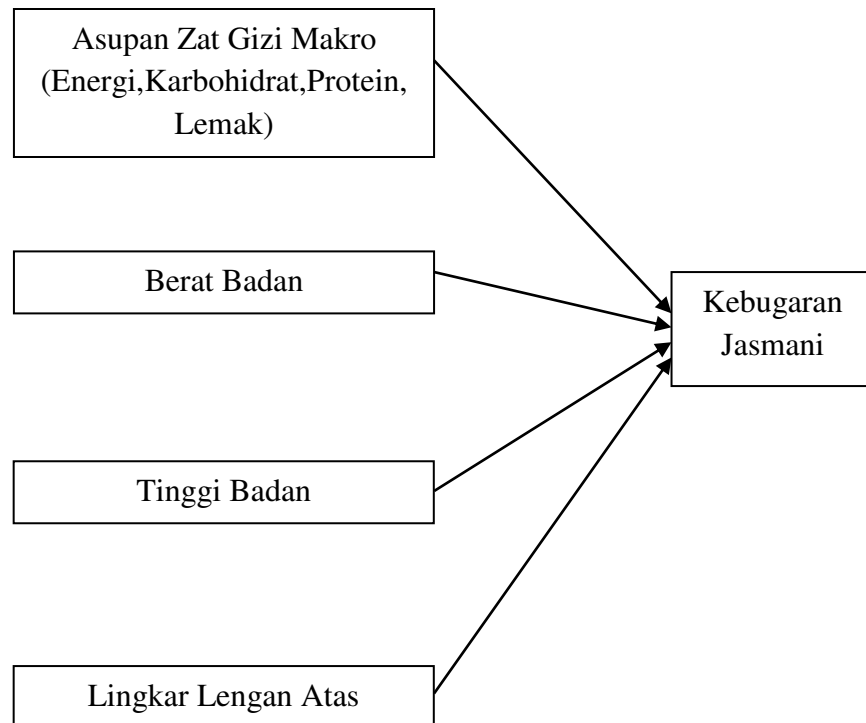 Asupan Zat Gizi Makro
(Energi,Karbohidrat,Protein,
Lemak)
Berat Badan
Kebugaran
Jasmani
Tinggi Badan
Lingkar Lengan Atas